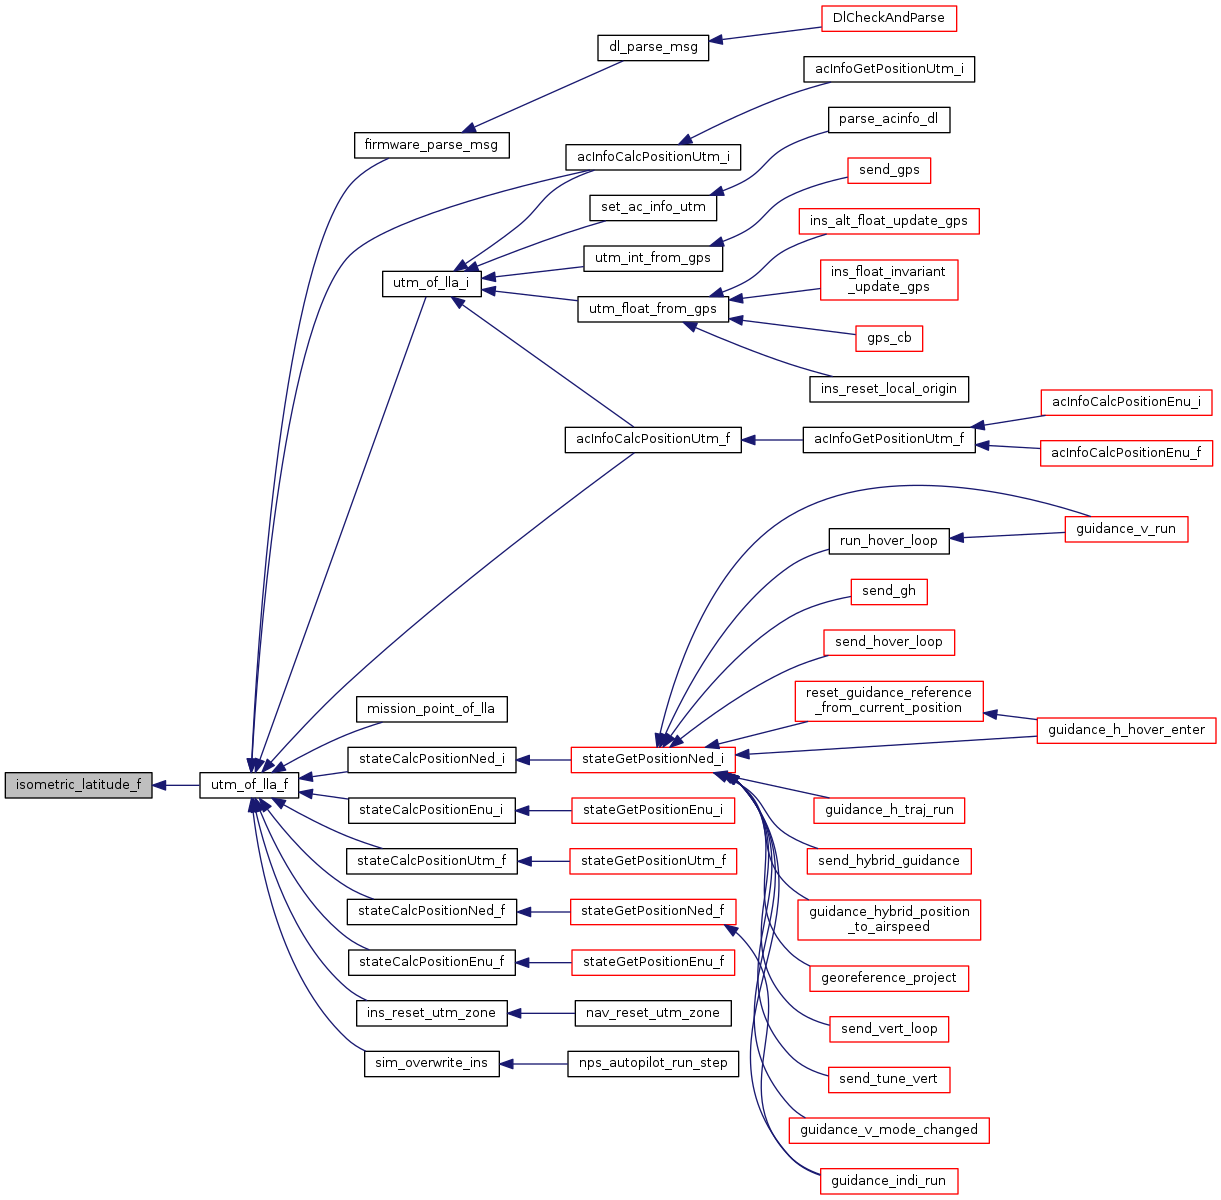 DlCheckAndParse
dl_parse_msg
acInfoGetPositionUtm_i
parse_acinfo_dl
firmware_parse_msg
acInfoCalcPositionUtm_i
send_gps
set_ac_info_utm
ins_alt_float_update_gps
utm_int_from_gps
ins_float_invariant
_update_gps
utm_of_lla_i
utm_float_from_gps
gps_cb
ins_reset_local_origin
acInfoCalcPositionEnu_i
acInfoCalcPositionUtm_f
acInfoGetPositionUtm_f
acInfoCalcPositionEnu_f
guidance_v_run
run_hover_loop
send_gh
send_hover_loop
reset_guidance_reference
_from_current_position
mission_point_of_lla
guidance_h_hover_enter
stateCalcPositionNed_i
stateGetPositionNed_i
isometric_latitude_f
utm_of_lla_f
stateCalcPositionEnu_i
stateGetPositionEnu_i
guidance_h_traj_run
stateCalcPositionUtm_f
stateGetPositionUtm_f
send_hybrid_guidance
stateCalcPositionNed_f
stateGetPositionNed_f
guidance_hybrid_position
_to_airspeed
stateCalcPositionEnu_f
stateGetPositionEnu_f
georeference_project
ins_reset_utm_zone
nav_reset_utm_zone
send_vert_loop
sim_overwrite_ins
nps_autopilot_run_step
send_tune_vert
guidance_v_mode_changed
guidance_indi_run